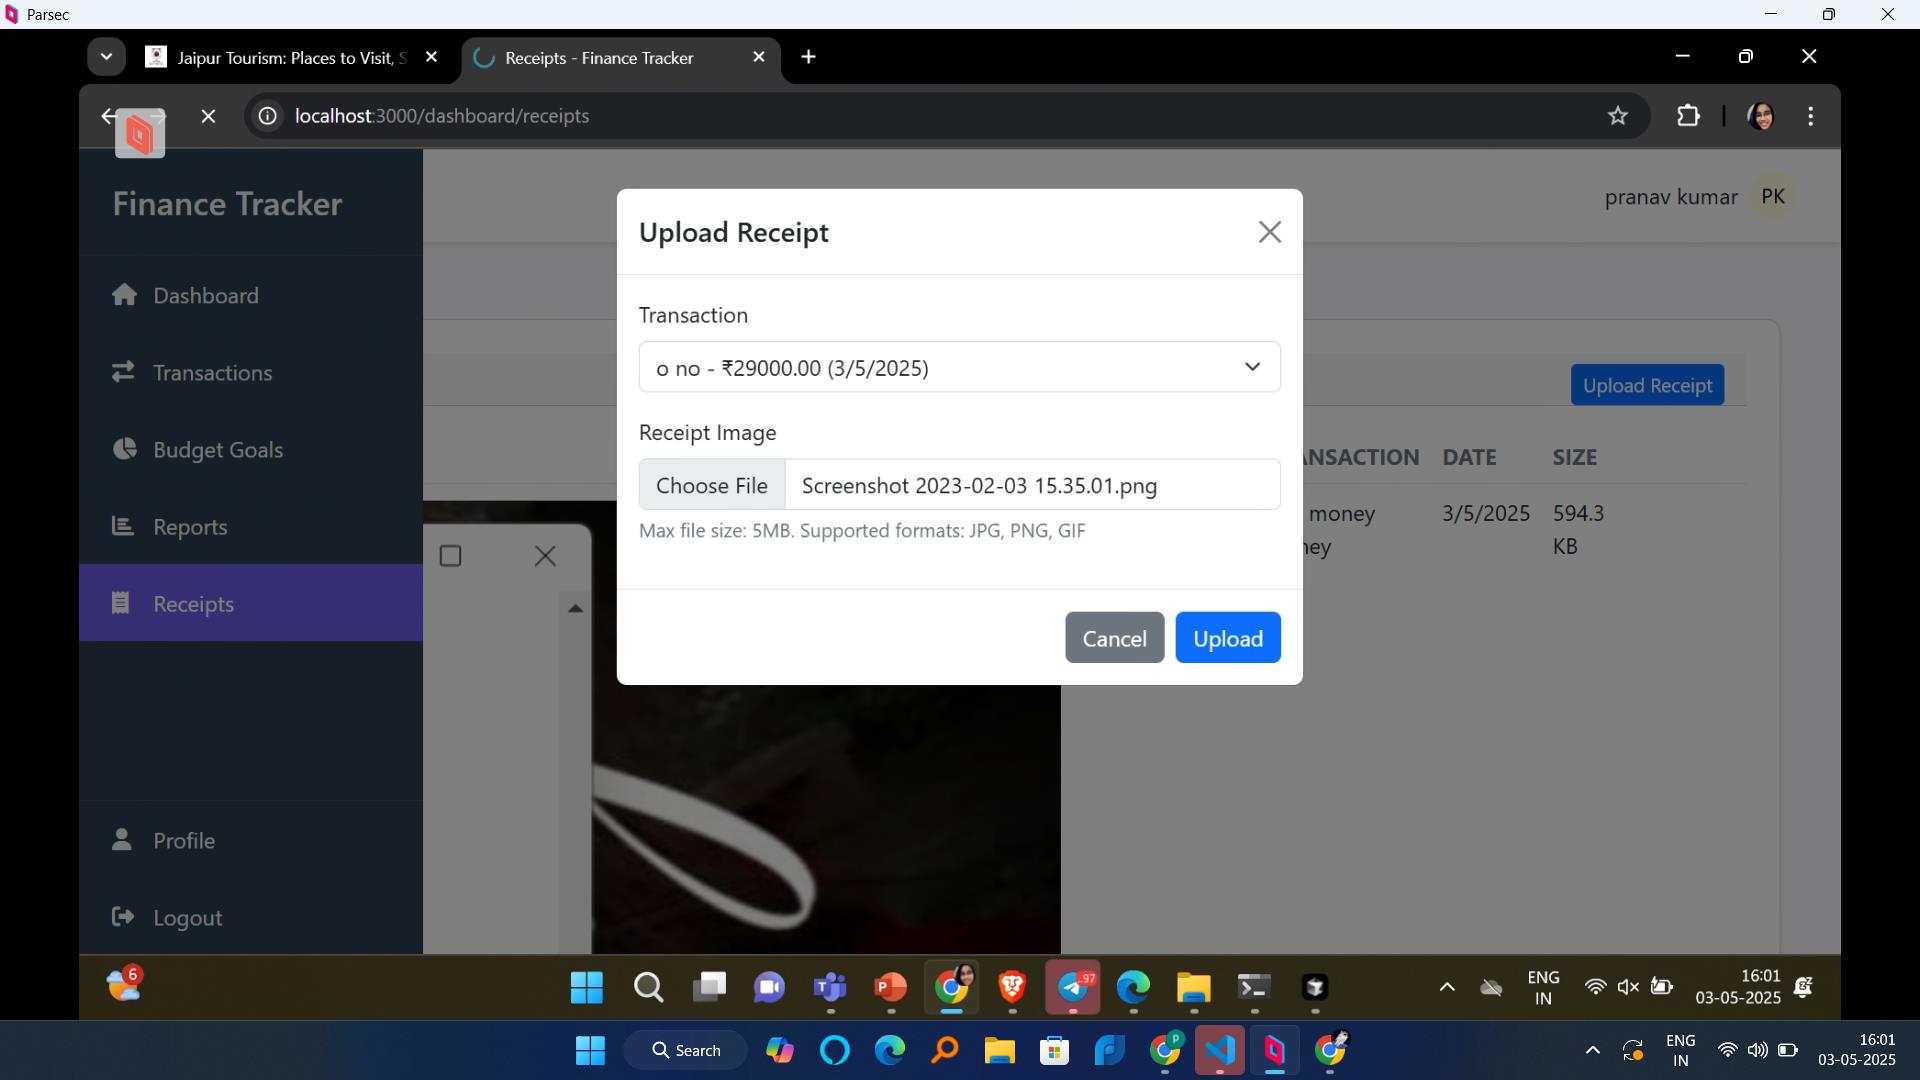 Parsec
Jaipur Tourism: Places to Visit, S
Receipts - Finance Tracker
localhost:3000/dashboard/receipts
Finance Tracker
pranav kumar PK
Dashboard
Transactions
Budget Goals
Reports
Receipts
Profile
Logout
Upload Receipt
Transaction
o no - ₹29000.00 (3/5/2025)
Receipt Image
Choose File Screenshot 2023-02-03 15.35.01.png
Max file size: 5MB. Supported formats: JPG, PNG, GIF
Cancel Upload
Upload Receipt
NSACTION DATE SIZE
money 3/5/2025 594.3
ey KB
6
97
ENG
IN
16:01
03-05-2025
Search
P
ENG
IN
16:01
03-05-2025